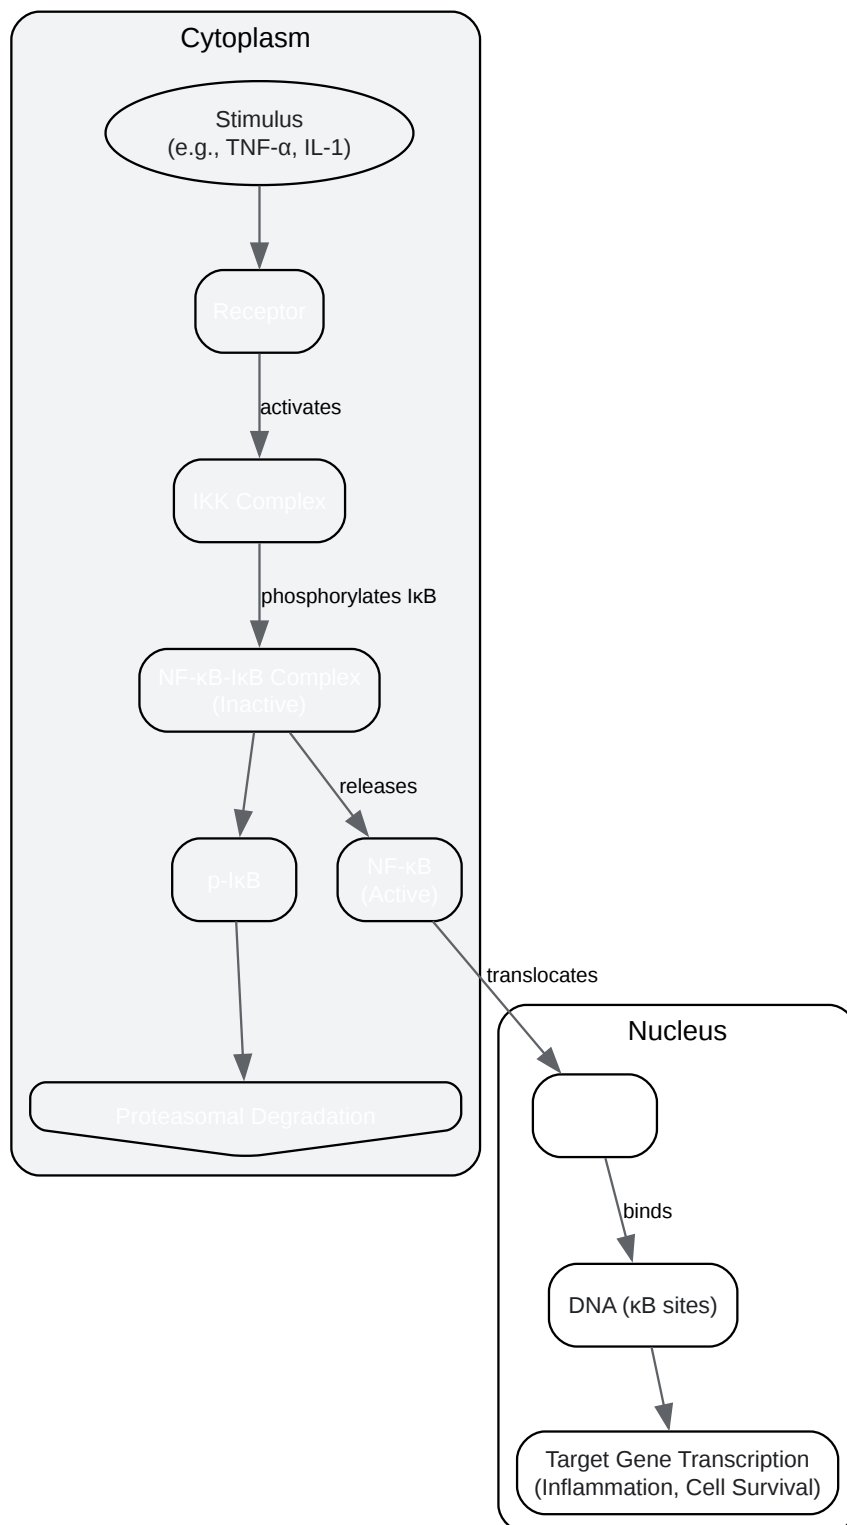 Cytoplasm
Stimulus
(e.g., TNF-α, IL-1)
Receptor
activates
IKK Complex
phosphorylates IκB
NF-κB-IκB Complex
(Inactive)
releases
p-IκB
NF-κB
(Active)
translocates
Proteasomal Degradation
Nucleus
binds
DNA (κB sites)
Target Gene Transcription
(Inflammation, Cell Survival)